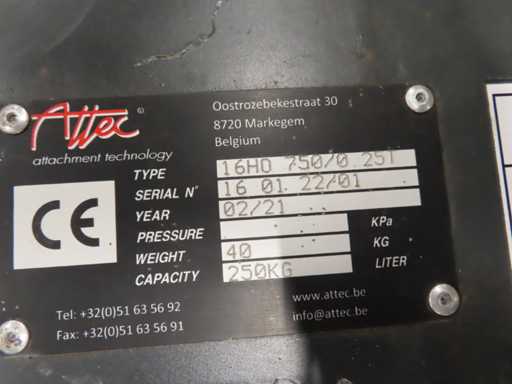 Attec
attachment technology
Oostrozebekestraat 30
8720 Markegem
Belgium
TYPE 16HO 750/0 25T
SERIAL N° 16 01 22/01
YEAR 02/21
PRESSURE KPa
WEIGHT 40 KG
CAPACITY 250KG LITER
CE
Tel: +32(0)51 63 56 92
Fax: +32(0)51 63 56 91
www.attec.be
info@attec.be